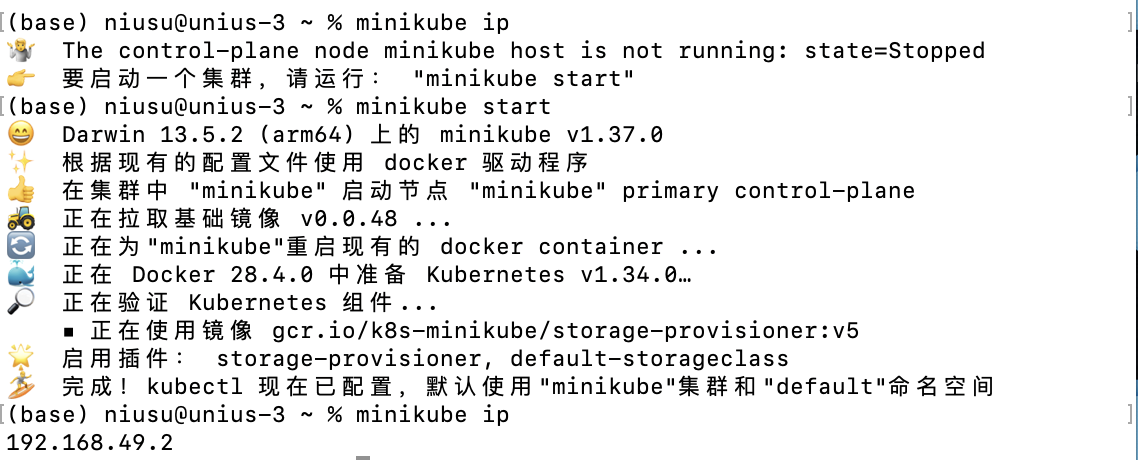 [(base) niusu@unius-3 ~ % minikube ip ]
🤷 The control-plane node minikube host is not running: state=Stopped
👉 要启动一个集群，请运行： "minikube start"
[(base) niusu@unius-3 ~ % minikube start ]
😄 Darwin 13.5.2 (arm64) 上的 minikube v1.37.0
✨ 根据现有的配置文件使用 docker 驱动程序
👍 在集群中 "minikube" 启动节点 "minikube" primary control-plane
🚜 正在拉取基础镜像 v0.0.48 ...
🔄 正在为"minikube"重启现有的 docker container ...
🐳 正在 Docker 28.4.0 中准备 Kubernetes v1.34.0…
🔎 正在验证 Kubernetes 组件...
▪ 正在使用镜像 gcr.io/k8s-minikube/storage-provisioner:v5
🌟 启用插件： storage-provisioner, default-storageclass
🏄 完成！kubectl 现在已配置，默认使用"minikube"集群和"default"命名空间
[(base) niusu@unius-3 ~ % minikube ip ]
192.168.49.2